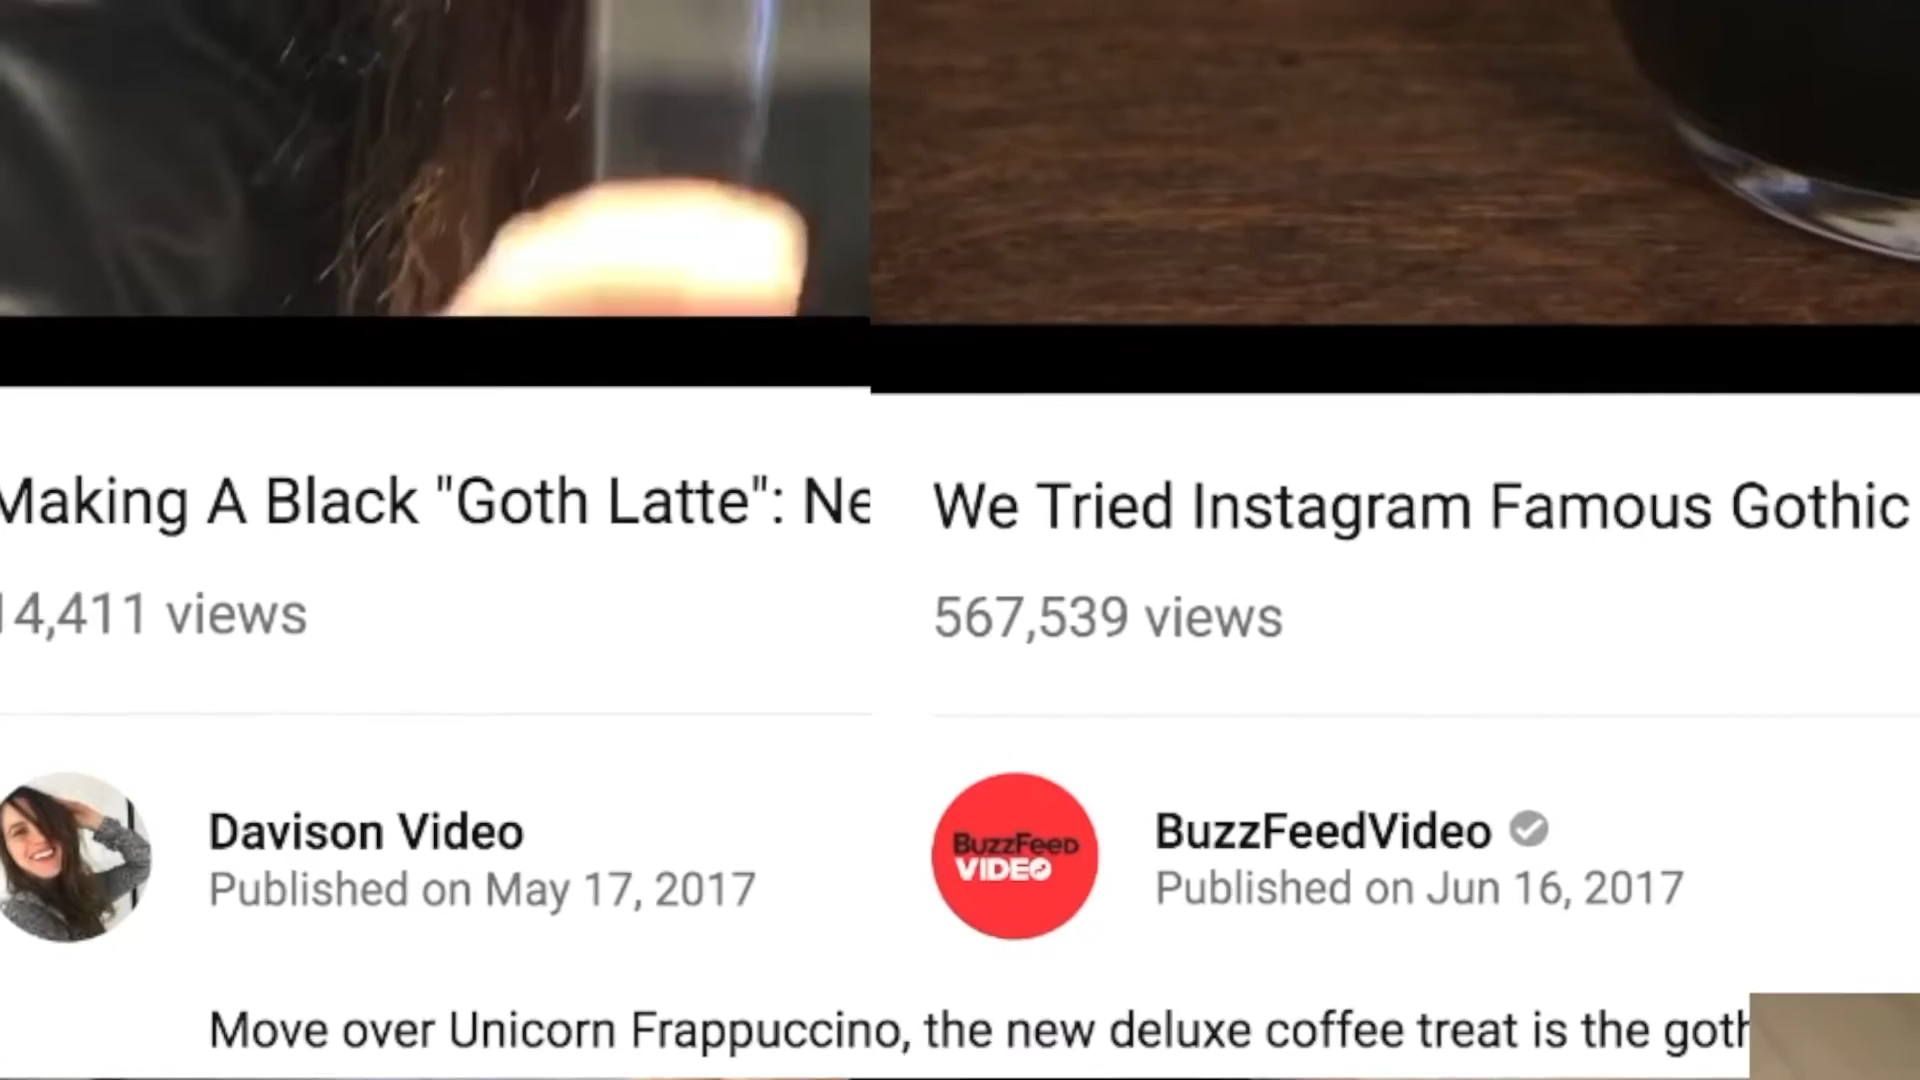 Making A Black "Goth Latte": Ne
14,411 views
Davison Video
Published on May 17, 2017
We Tried Instagram Famous Gothic
567,539 views
BuzzFeed
VIDEO
BuzzFeedVideo
Published on Jun 16, 2017
Move over Unicorn Frappuccino, the new deluxe coffee treat is the goth